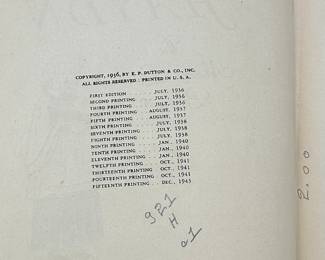 COPYRIGHT, 1936, BY E. P. DUTTON & CO., INC.
ALL RIGHTS RESERVED · PRINTED IN U. S. A.
FIRST EDITION . . . . JULY, 1936
SECOND PRINTING . . . JULY, 1936
THIRD PRINTING . . . JULY, 1936
FOURTH PRINTING . . AUGUST, 1937
FIFTH PRINTING . . . AUGUST, 1937
SIXTH PRINTING . . . . JULY, 1938
SEVENTH PRINTING . . . JULY, 1938
EIGHTH PRINTING . . . JULY, 1938
NINTH PRINTING . . . . JAN., 1940
TENTH PRINTING . . . . JAN., 1940
ELEVENTH PRINTING . . JAN., 1940
TWELFTH PRINTING . . . OCT., 1941
THIRTEENTH PRINTING . OCT., 1941
FOURTEENTH PRINTING . OCT., 1941
FIFTEENTH PRINTING . . DEC., 1945
921
H
2.00